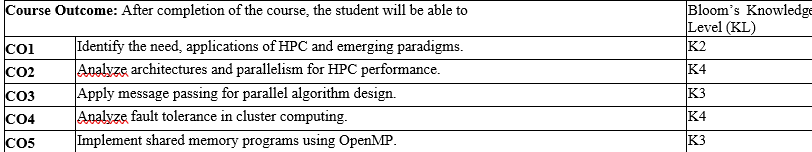 Course Outcome: After completion of the course, the student will be able to Bloom's Knowledge
Level (KL)
CO1 Identify the need, applications of HPC and emerging paradigms. K2
CO2 Analyze architectures and parallelism for HPC performance. K4
CO3 Apply message passing for parallel algorithm design. K3
CO4 Analyze fault tolerance in cluster computing. K4
CO5 Implement shared memory programs using OpenMP. K3